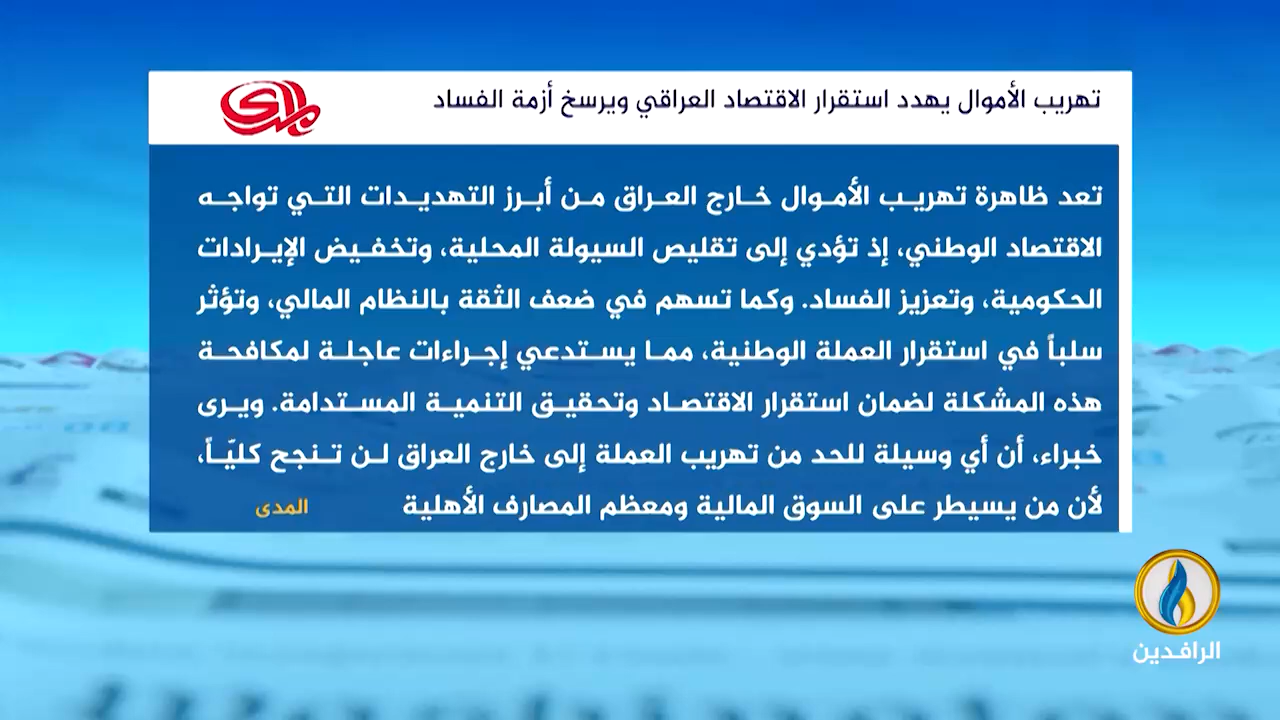 تهريب الأموال يهدد استقرار الاقتصاد العراقي ويرسخ أزمة الفساد
المدى
تعد ظاهرة تهريب الأموال خارج العراق من أبرز التهديدات التي تواجه
الاقتصاد الوطني، إذ تؤدي إلى تقليص السيولة المحلية، وتخفيض الإيرادات
الحكومية، وتعزيز الفساد. وكما تسهم في ضعف الثقة بالنظام المالي، وتؤثر
سلباً في استقرار العملة الوطنية، مما يستدعي إجراءات عاجلة لمكافحة
هذه المشكلة لضمان استقرار الاقتصاد وتحقيق التنمية المستدامة. ويرى
خبراء، أن أي وسيلة للحد من تهريب العملة إلى خارج العراق لن تنجح كليّاً،
لأن من يسيطر على السوق المالية ومعظم المصارف الأهلية
المدى
الرافدين